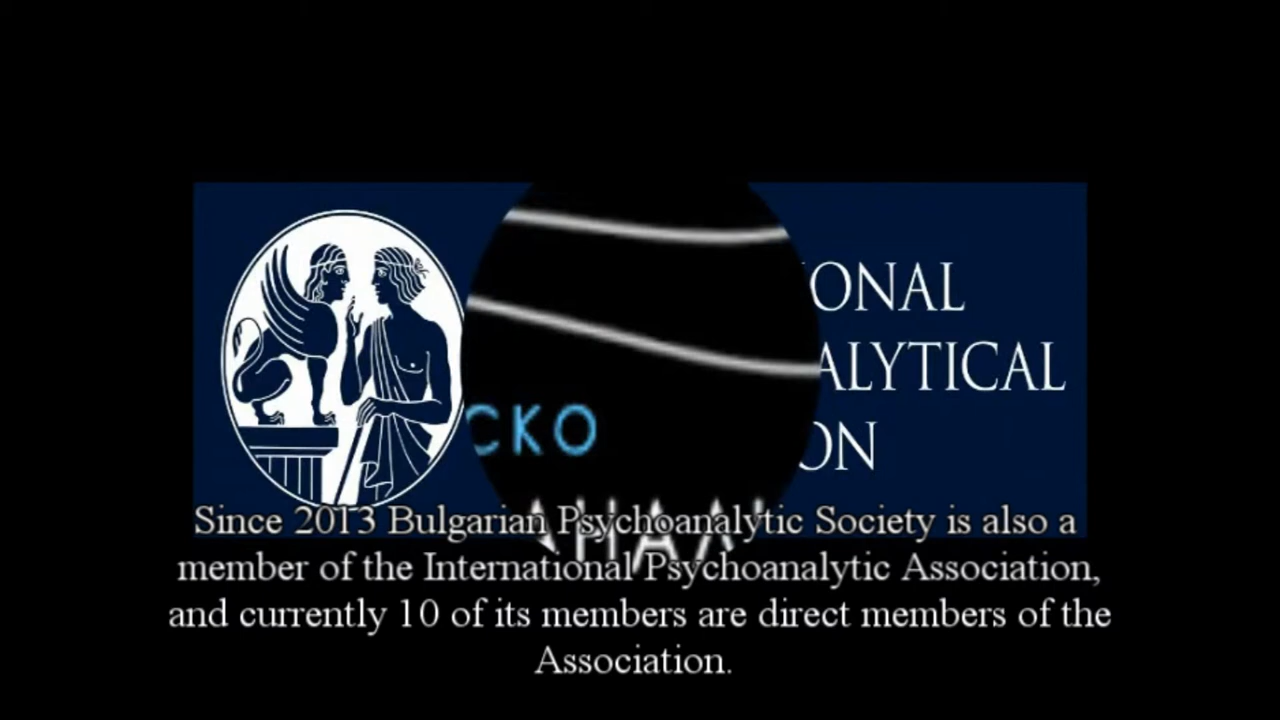 ONAL
ALYTICAL
ON
СКО
Since 2013 Bulgarian Psychoanalytic Society is also a
member of the International Psychoanalytic Association,
and currently 10 of its members are direct members of the
Association.